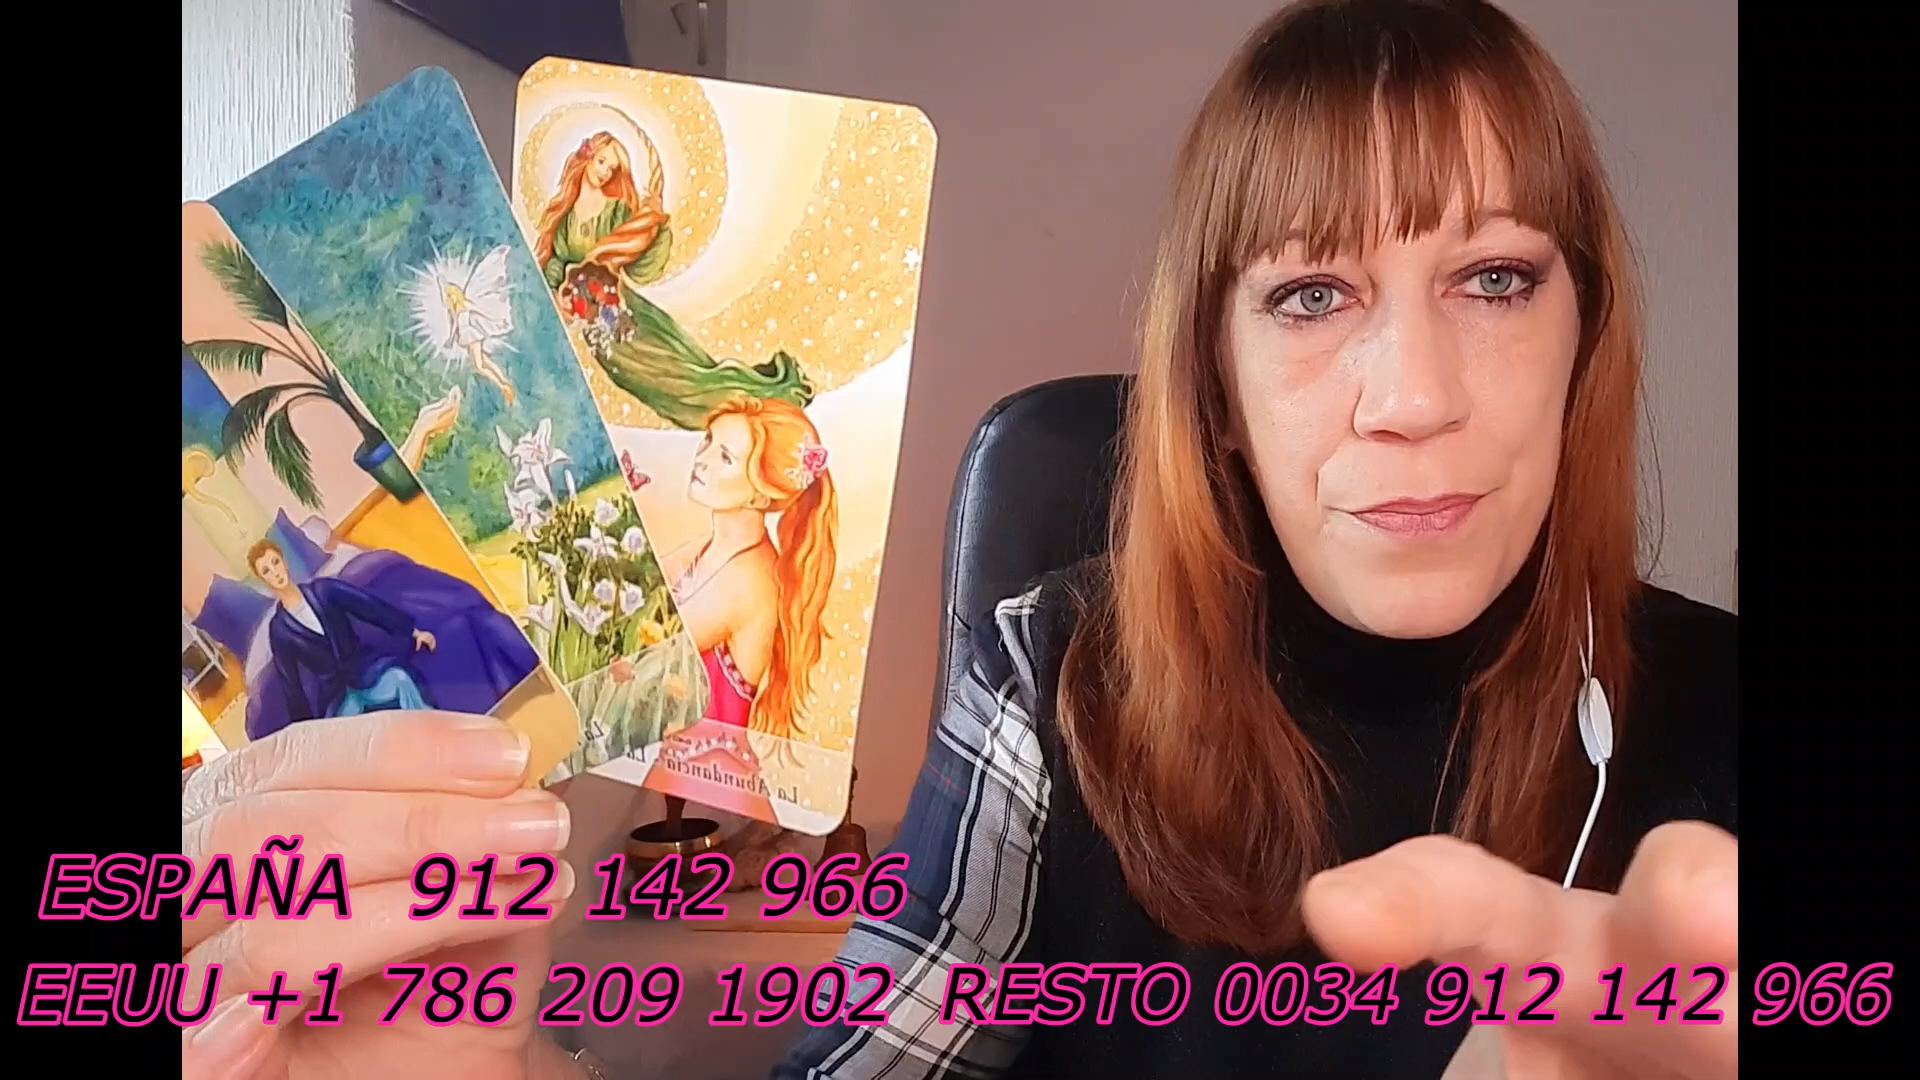 La Abundancia
ESPAÑA 912 142 966
EEUU +1 786 209 1902 RESTO 0034 912 142 966